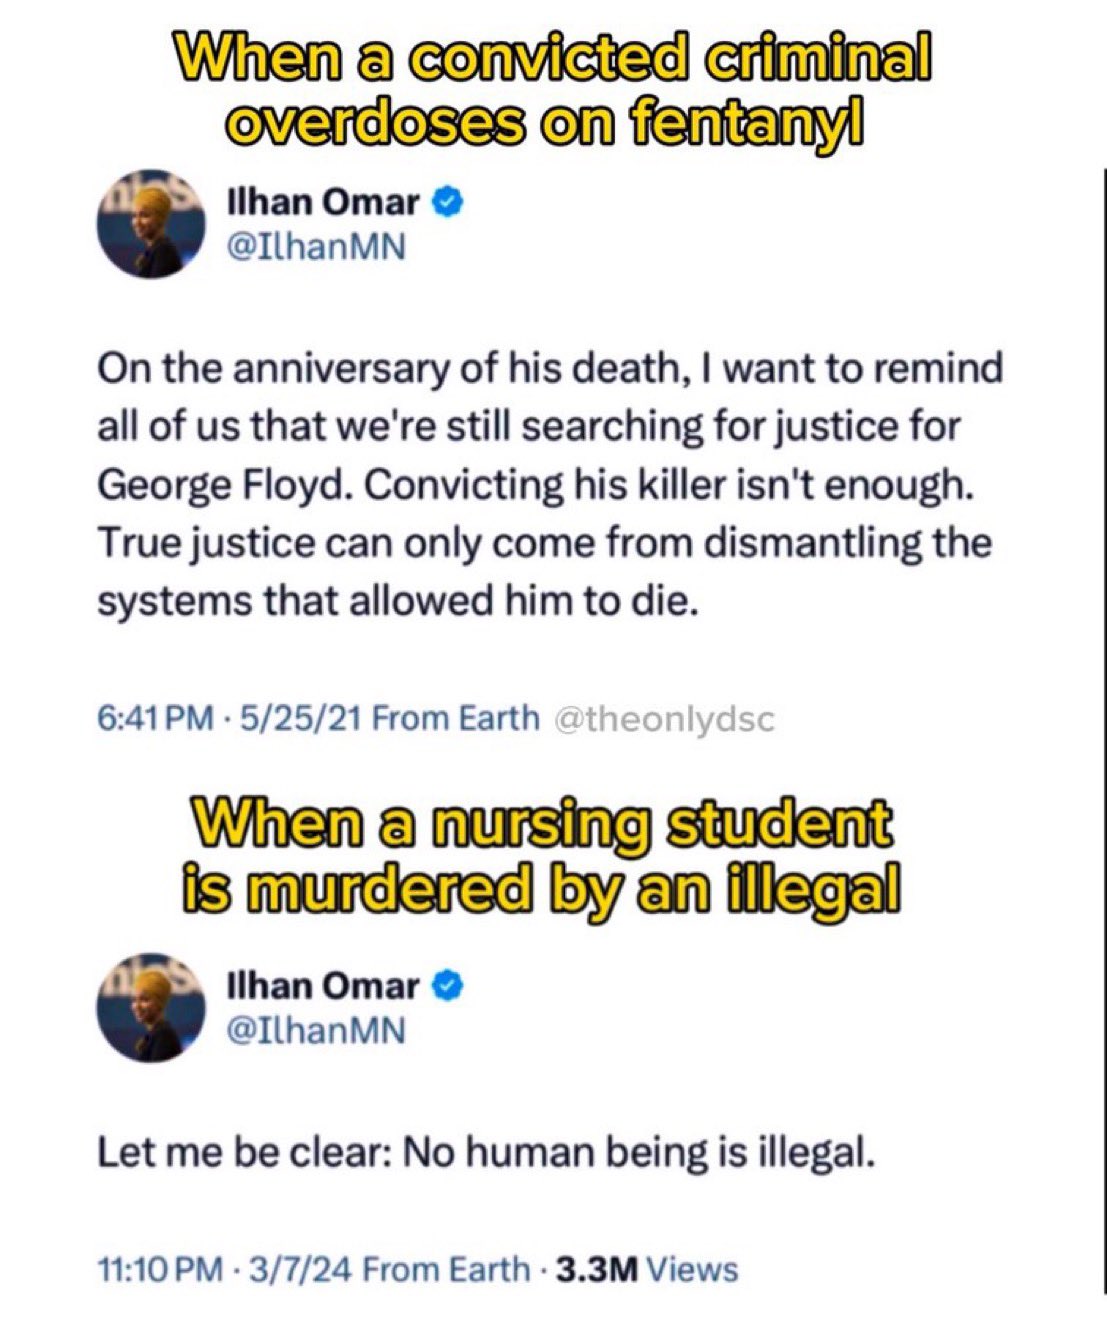 When a convicted criminal
overdoses on fentanyl
Ilhan Omar
@IlhanMN
On the anniversary of his death, I want to remind
all of us that we're still searching for justice for
George Floyd. Convicting his killer isn't enough.
True justice can only come from dismantling the
systems that allowed him to die.
6:41 PM · 5/25/21 From Earth @theonlydsc
When a nursing student
is murdered by an illegal
Ilhan Omar
@IlhanMN
Let me be clear: No human being is illegal.
11:10 PM · 3/7/24 From Earth · 3.3M Views